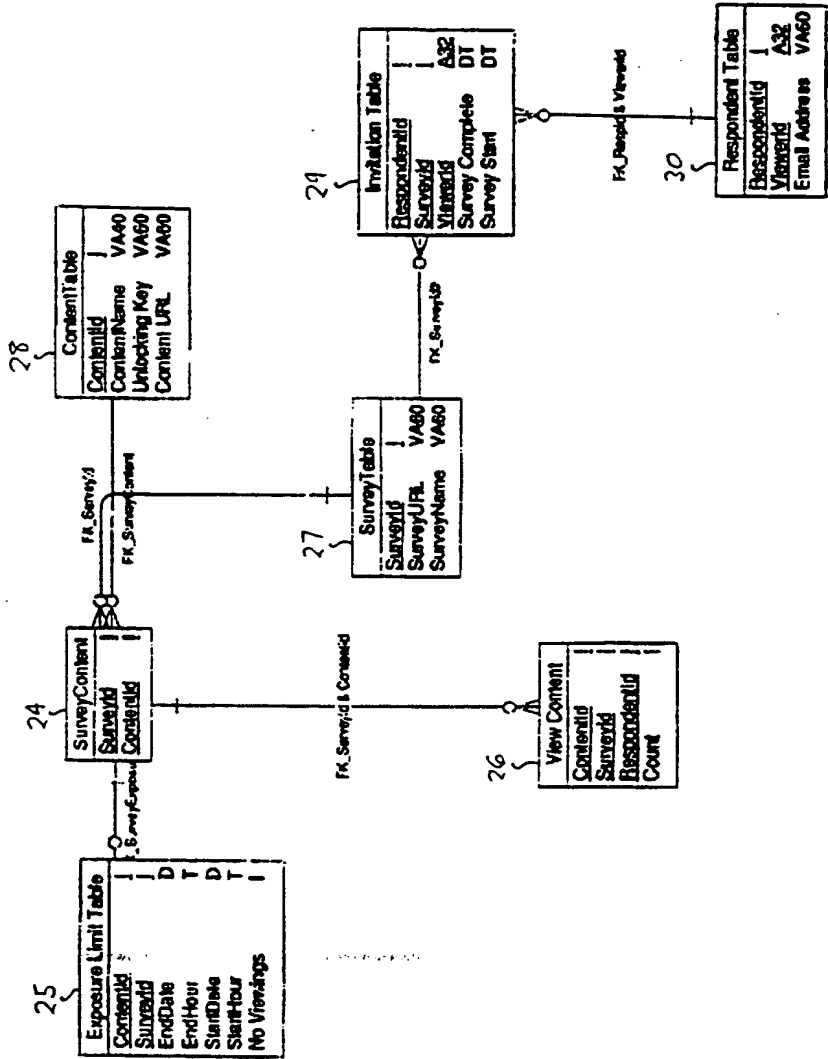 25
Exposure Limit Table
ContentId I
SurveyId I
EndDate D
EndHour T
StartDate D
StartHour T
No Viewings I
24
SurveyContent
SurveyId I
ContentId I
FK_SurveyId
FK_SurveyContent
28
ContentTable
ContentId I
ContentName VA40
Unlocking Key VA60
Content URL VA60
FK_SurveyId & ContentId
26
View Content
ContentId I
SurveyId I
RespondentId I
Count I
27
SurveyTable
SurveyId I
SurveyURL VA60
SurveyName VA60
FK_SurveyID
29
Invitation Table
RespondentId I
SurveyId I
ViewerId A32
Survey Complete DT
Survey Start DT
FK_RespId & ViewerId
30
Respondent Table
RespondentId I
ViewerId A32
Email Address VA60